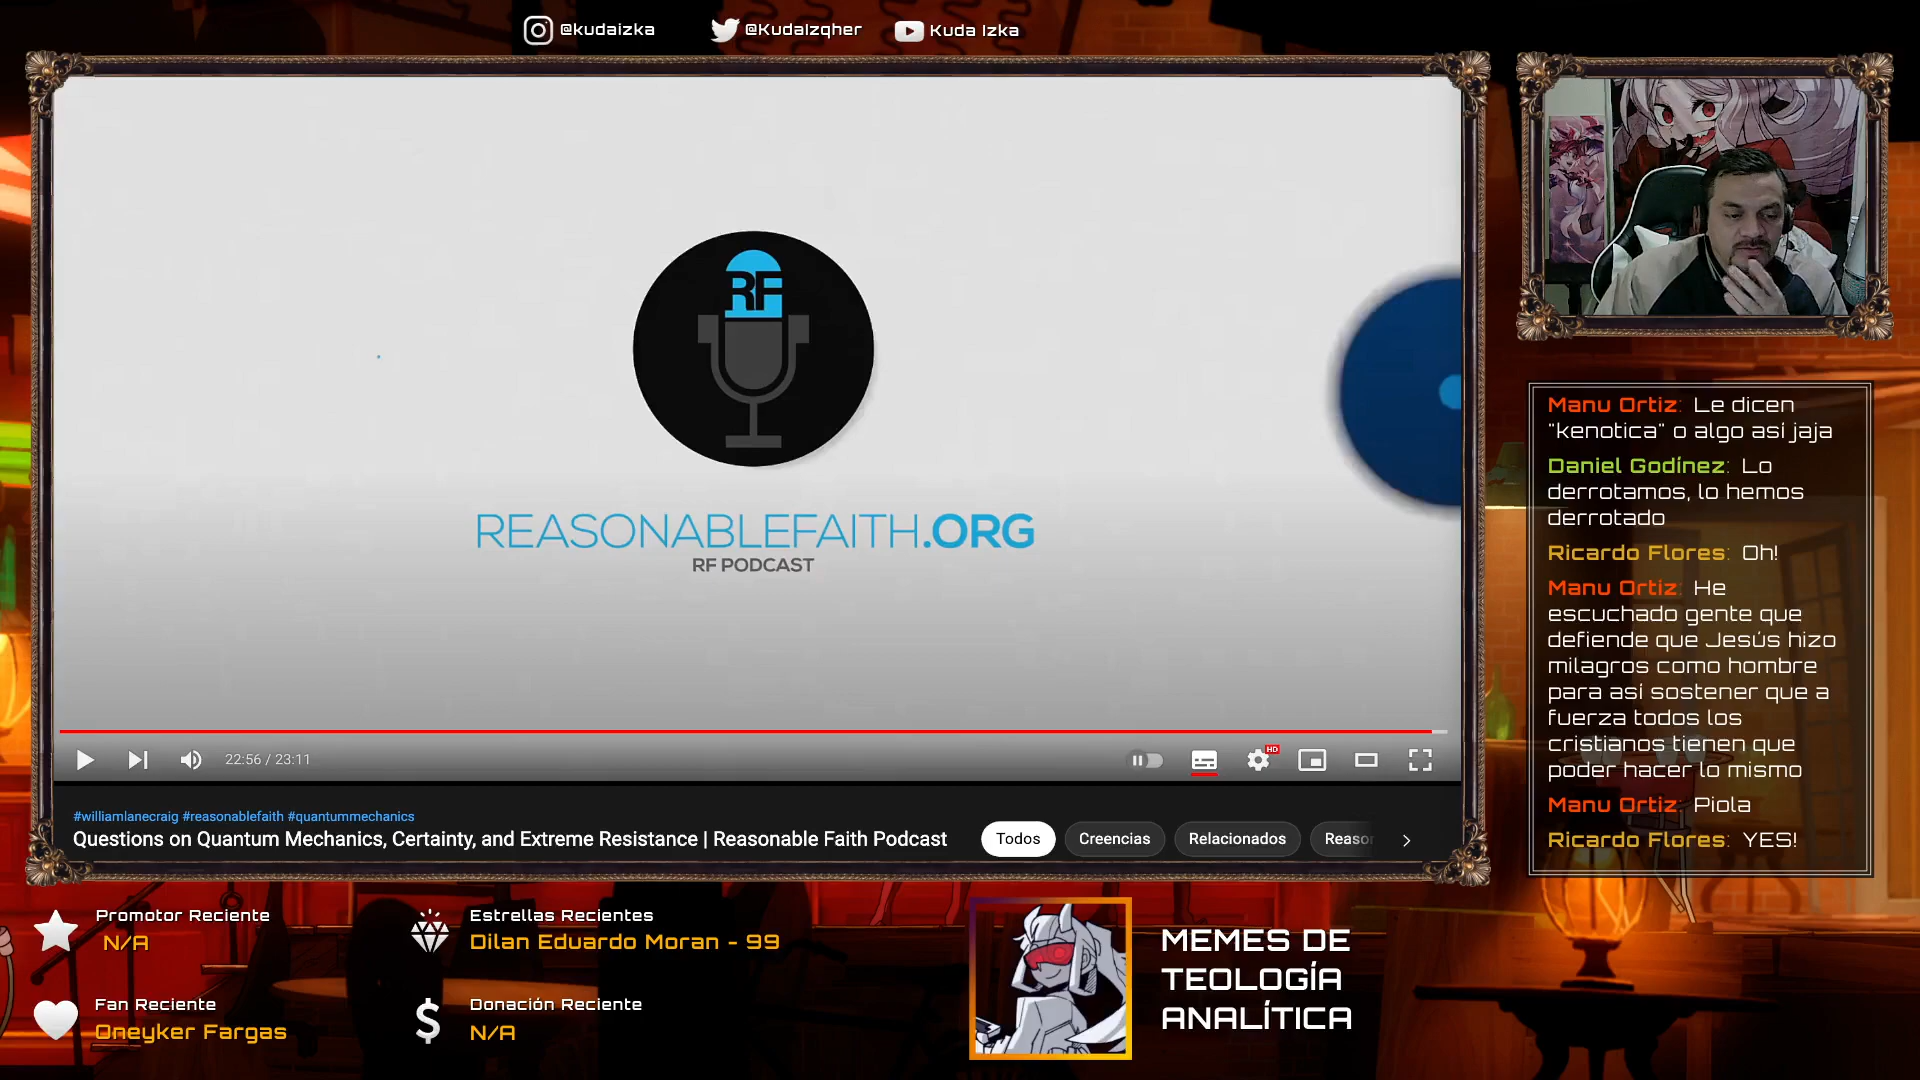 @kudaizka
@KudaIzqher
Kuda Izka
RF
REASONABLEFAITH.ORG
RF PODCAST
22:56 / 23:11
HD
#williamlanecraig #reasonablefaith #quantummechanics
Questions on Quantum Mechanics, Certainty, and Extreme Resistance | Reasonable Faith Podcast
Todos
Creencias
Relacionados
Reason
Manu Ortiz: Le dicen
"kenotica" o algo así jaja
Daniel Godínez: Lo
derrotamos, lo hemos
derrotado
Ricardo Flores: Oh!
Manu Ortiz: He
escuchado gente que
defiende que Jesús hizo
milagros como hombre
para así sostener que a
fuerza todos los
cristianos tienen que
poder hacer lo mismo
Manu Ortiz: Piola
Ricardo Flores: YES!
Promotor Reciente
N/A
Estrellas Recientes
Dilan Eduardo Moran - 99
Fan Reciente
Oneyker Fargas
Donación Reciente
N/A
MEMES DE
TEOLOGÍA
ANALÍTICA